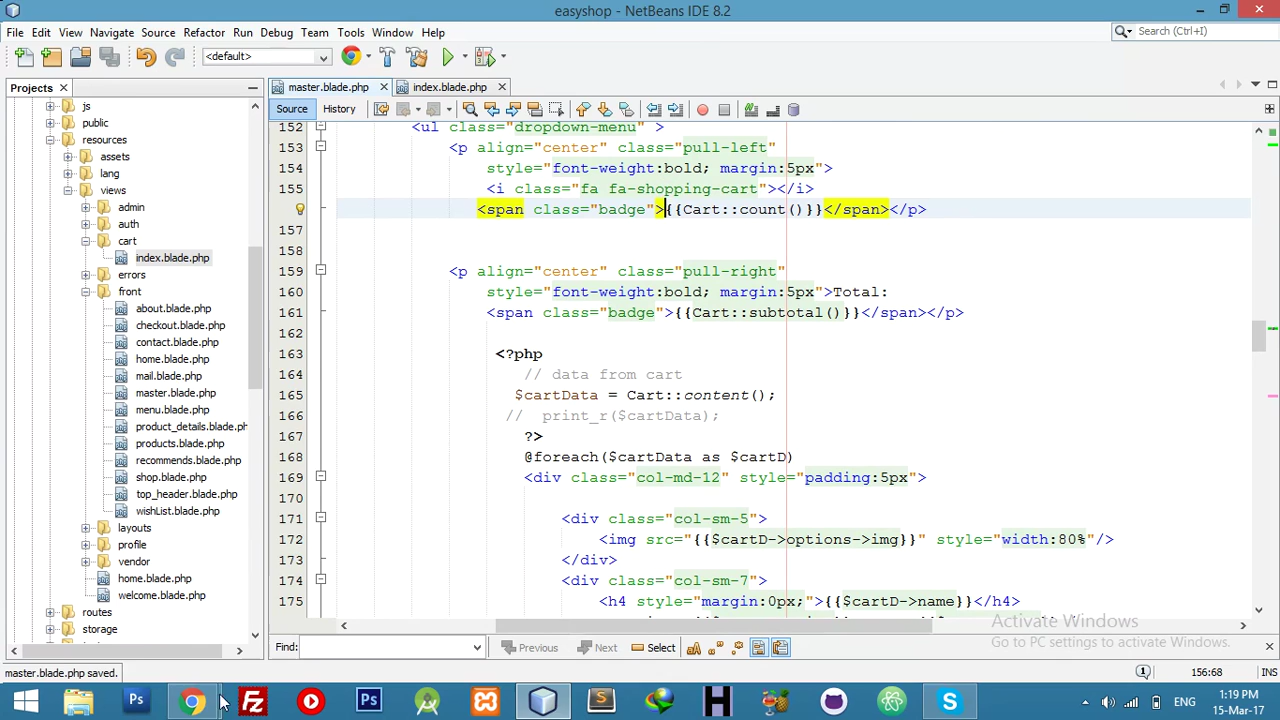 easyshop - NetBeans IDE 8.2
File Edit View Navigate Source Refactor Run Debug Team Tools Window Help
Search (Ctrl+I)
<default>
Projects
master.blade.php
index.blade.php
Source
History
js
public
resources
assets
lang
views
admin
auth
cart
index.blade.php
errors
front
about.blade.php
checkout.blade.php
contact.blade.php
home.blade.php
mail.blade.php
master.blade.php
menu.blade.php
product_details.blade.ph
products.blade.php
recommends.blade.php
shop.blade.php
top_header.blade.php
wishList.blade.php
layouts
profile
vendor
home.blade.php
welcome.blade.php
routes
storage
152 <ul class="dropdown-menu" >
153 <p align="center" class="pull-left"
154 style="font-weight:bold; margin:5px">
155 <i class="fa fa-shopping-cart"></i>
<span class="badge">{{Cart::count()}}</span></p>
157
158
159 <p align="center" class="pull-right"
160 style="font-weight:bold; margin:5px">Total:
161 <span class="badge">{{Cart::subtotal()}}</span></p>
162
163 <?php
164 // data from cart
165 $cartData = Cart::content();
166 // print_r($cartData);
167 ?>
168 @foreach($cartData as $cartD)
169 <div class="col-md-12" style="padding:5px">
170
171 <div class="col-sm-5">
172 <img src="{{$cartD->options->img}}" style="width:80%"/>
173 </div>
174 <div class="col-sm-7">
175 <h4 style="margin:0px;">{{$cartD->name}}</h4>
Activate Windows
Go to PC settings to activate Windows.
Find:
Previous
Next
Select
master.blade.php saved.
156:68
INS
ENG
1:19 PM
15-Mar-17